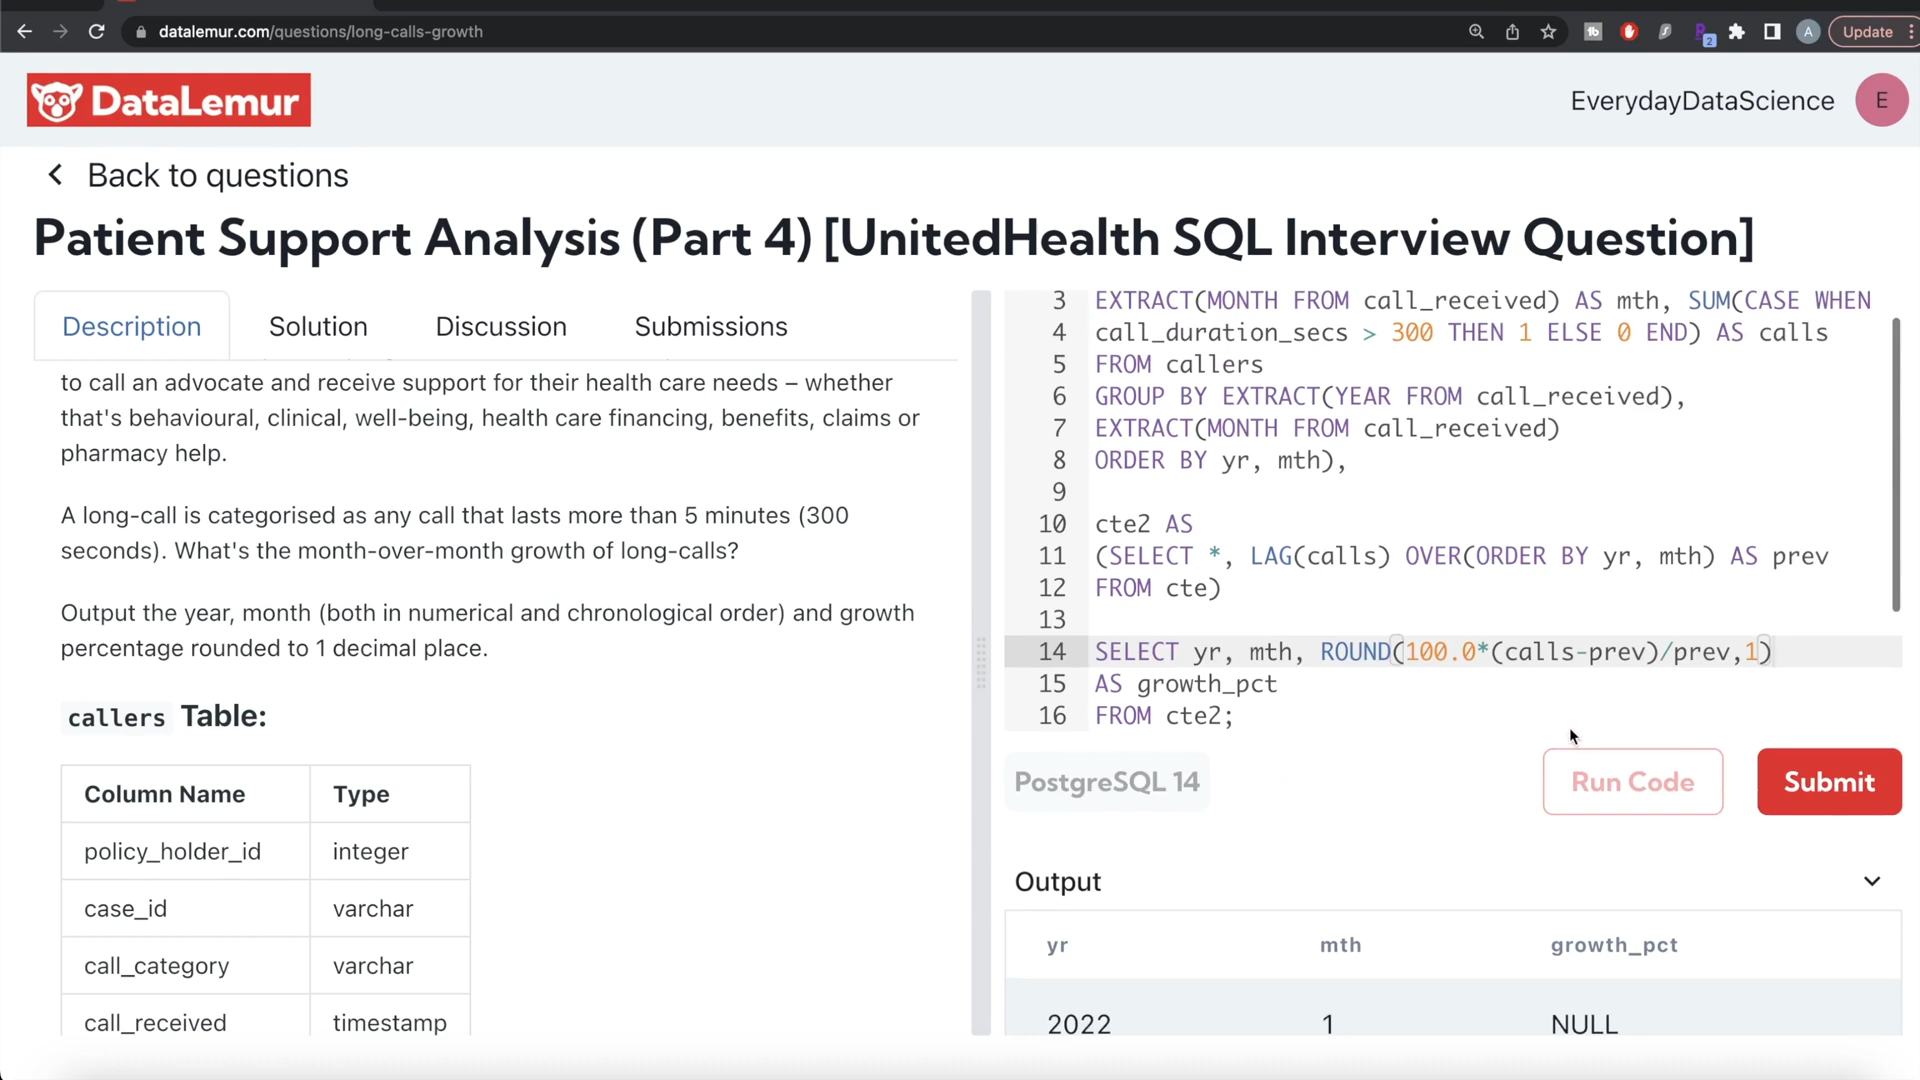 datalemur.com/questions/long-calls-growth
2
A
Update
DataLemur
EverydayDataScience
E
Back to questions
Patient Support Analysis (Part 4) [UnitedHealth SQL Interview Question]
Description
Solution
Discussion
Submissions
to call an advocate and receive support for their health care needs – whether
that's behavioural, clinical, well-being, health care financing, benefits, claims or
pharmacy help.
A long-call is categorised as any call that lasts more than 5 minutes (300
seconds). What's the month-over-month growth of long-calls?
Output the year, month (both in numerical and chronological order) and growth
percentage rounded to 1 decimal place.
callers Table:
Column Name Type
policy_holder_id integer
case_id varchar
call_category varchar
call_received timestamp
3 EXTRACT(MONTH FROM call_received) AS mth, SUM(CASE WHEN
4 call_duration_secs > 300 THEN 1 ELSE 0 END) AS calls
5 FROM callers
6 GROUP BY EXTRACT(YEAR FROM call_received),
7 EXTRACT(MONTH FROM call_received)
8 ORDER BY yr, mth),
9
10 cte2 AS
11 (SELECT *, LAG(calls) OVER(ORDER BY yr, mth) AS prev
12 FROM cte)
13
14 SELECT yr, mth, ROUND(100.0*(calls-prev)/prev,1)
15 AS growth_pct
16 FROM cte2;
PostgreSQL 14
Run Code
Submit
Output
yr mth growth_pct
2022 1 NULL